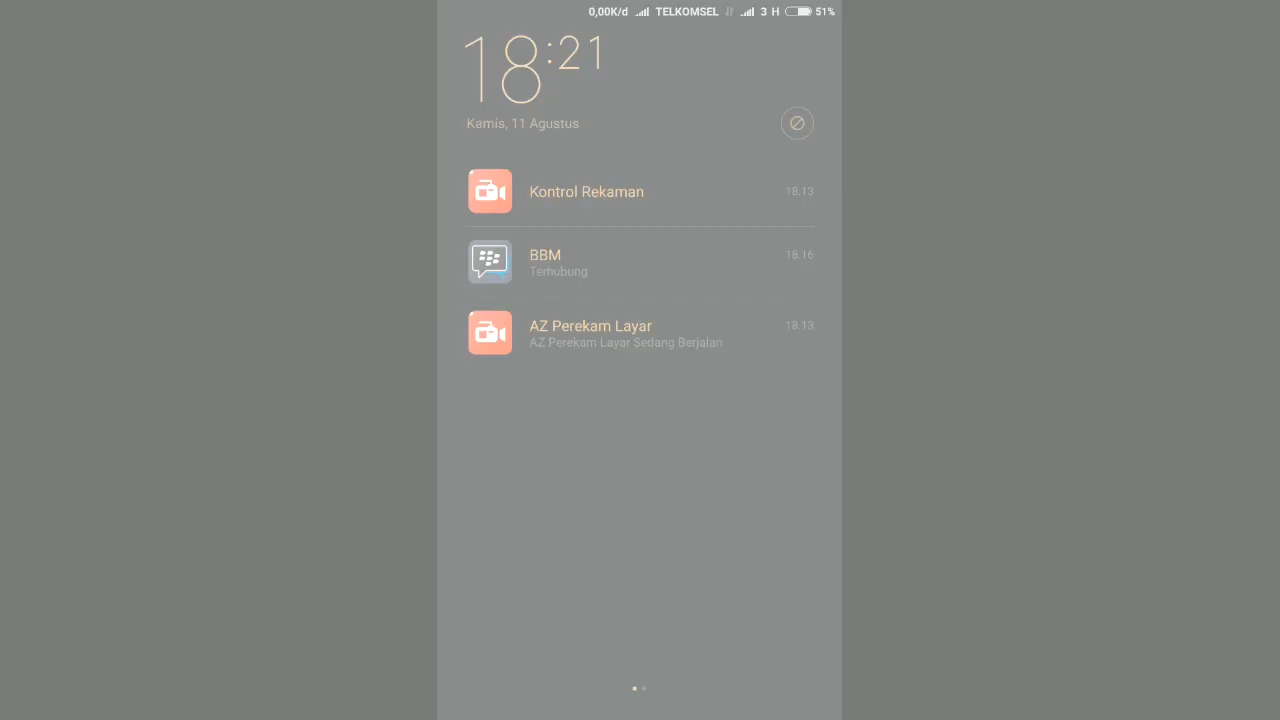 0,00K/d TELKOMSEL 3 H 51%
18:21
Kamis, 11 Agustus
Kontrol Rekaman 18.13
BBM 18.16
Terhubung
AZ Perekam Layar 18.13
AZ Perekam Layar Sedang Berjalan